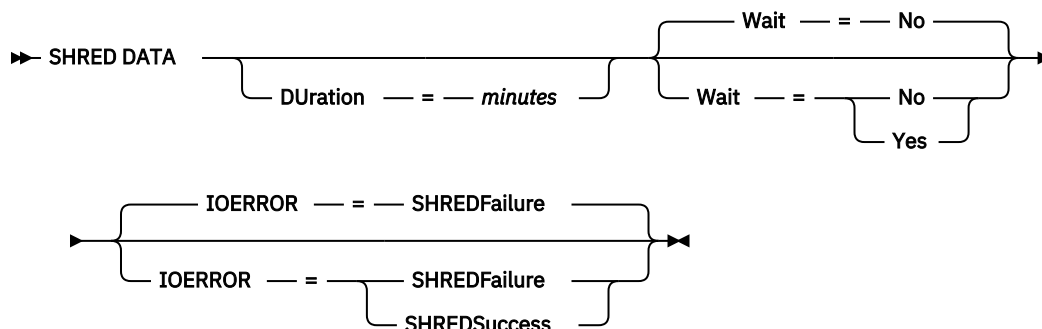 Wait = No
SHRED DATA
DUration = minutes
Wait = No
Yes
IOERROR = SHREDFailure
IOERROR = SHREDFailure
SHREDSuccess